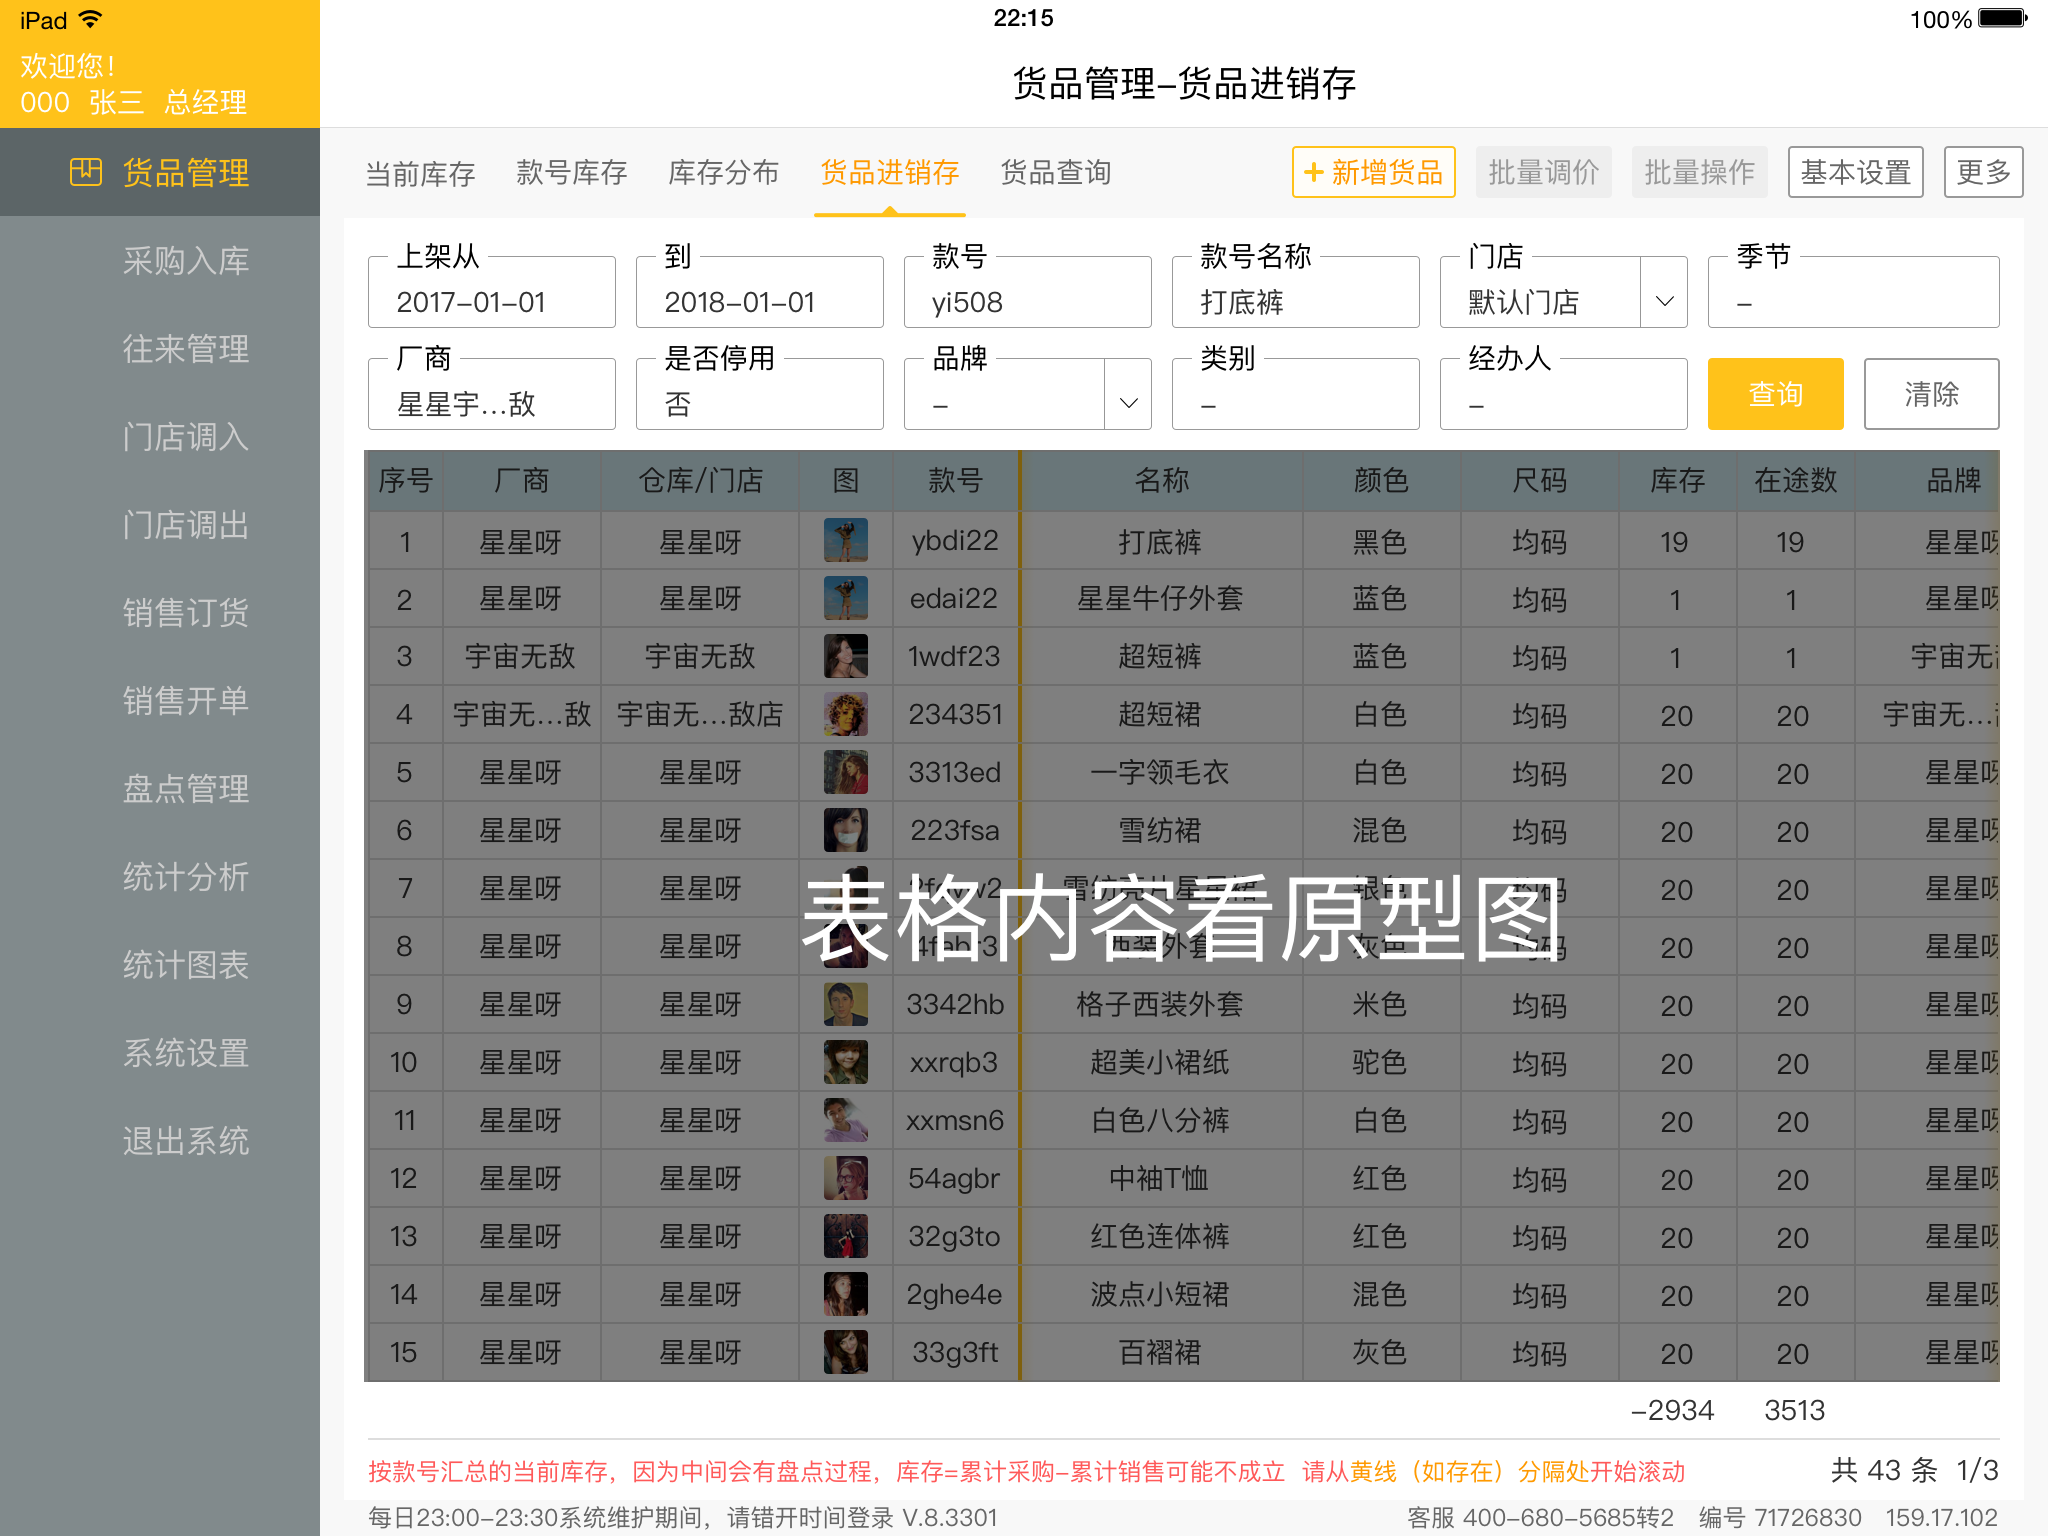 iPad 22:15 100%
欢迎您！
000 张三 总经理
货品管理-货品进销存
货品管理
采购入库
往来管理
门店调入
门店调出
销售订货
销售开单
盘点管理
统计分析
统计图表
系统设置
退出系统
当前库存 款号库存 库存分布 货品进销存 货品查询 +新增货品 批量调价 批量操作 基本设置 更多
上架从 到 款号 款号名称 门店 季节
2017-01-01 2018-01-01 yi508 打底裤 默认门店 -
厂商 是否停用 品牌 类别 经办人
星星宇...敌 否 - - - 查询 清除
序号 厂商 仓库/门店 图 款号 名称 颜色 尺码 库存 在途数 品牌
1 星星呀 星星呀 ybdi22 打底裤 黑色 均码 19 19 星星呀
2 星星呀 星星呀 edai22 星星牛仔外套 蓝色 均码 1 1 星星呀
3 宇宙无敌 宇宙无敌 1wdf23 超短裤 蓝色 均码 1 1 宇宙无
4 宇宙无...敌 宇宙无...敌店 234351 超短裙 白色 均码 20 20 宇宙无...
5 星星呀 星星呀 3313ed 一字领毛衣 白色 均码 20 20 星星呀
6 星星呀 星星呀 223fsa 雪纺裙 混色 均码 20 20 星星呀
7 星星呀 星星呀 银色 均码 20 20 星星呀
表格内容看原型图
8 星星呀 星星呀 西装外套 灰色 均码 20 20 星星呀
9 星星呀 星星呀 3342hb 格子西装外套 米色 均码 20 20 星星呀
10 星星呀 星星呀 xxrqb3 超美小裙纸 驼色 均码 20 20 星星呀
11 星星呀 星星呀 xxmsn6 白色八分裤 白色 均码 20 20 星星呀
12 星星呀 星星呀 54agbr 中袖T恤 红色 均码 20 20 星星呀
13 星星呀 星星呀 32g3to 红色连体裤 红色 均码 20 20 星星呀
14 星星呀 星星呀 2ghe4e 波点小短裙 混色 均码 20 20 星星呀
15 星星呀 星星呀 33g3ft 百褶裙 灰色 均码 20 20 星星呀
-2934 3513
按款号汇总的当前库存，因为中间会有盘点过程，库存=累计采购-累计销售可能不成立 请从黄线（如存在）分隔处开始滚动 共 43 条 1/3
每日23:00-23:30系统维护期间，请错开时间登录 V.8.3301 客服 400-680-5685转2 编号 71726830 159.17.102